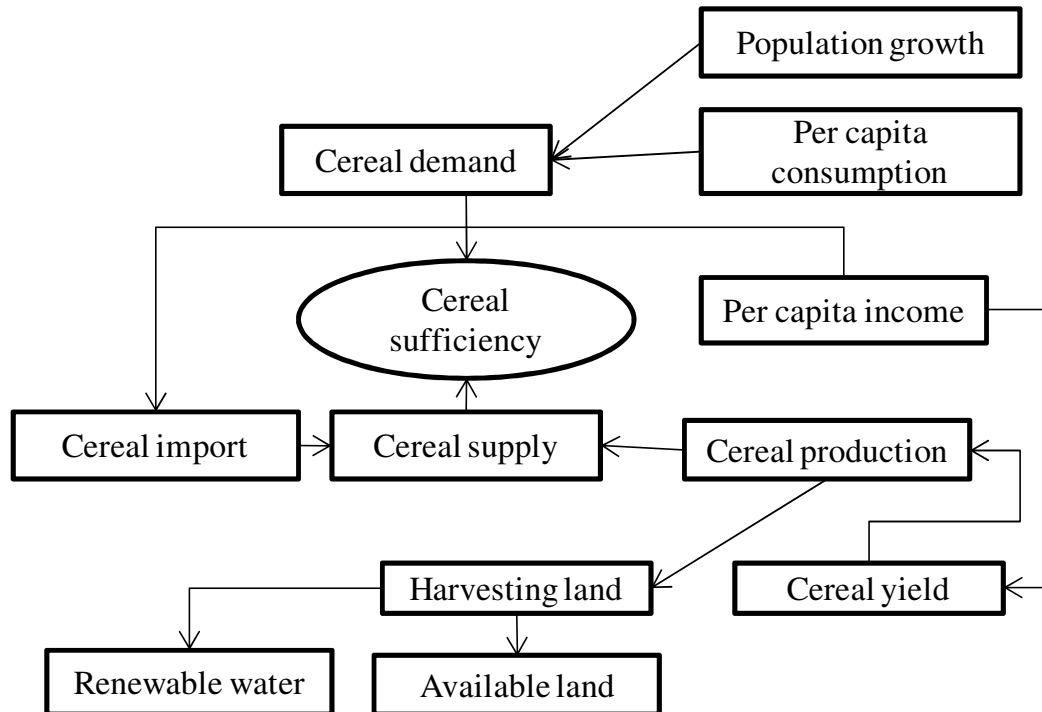 Population growth
Per capita
consumption
Cereal demand
Cereal
sufficiency
Per capita income
Cereal import
Cereal supply
Cereal production
Harvesting land
Cereal yield
Renewable water
Available land